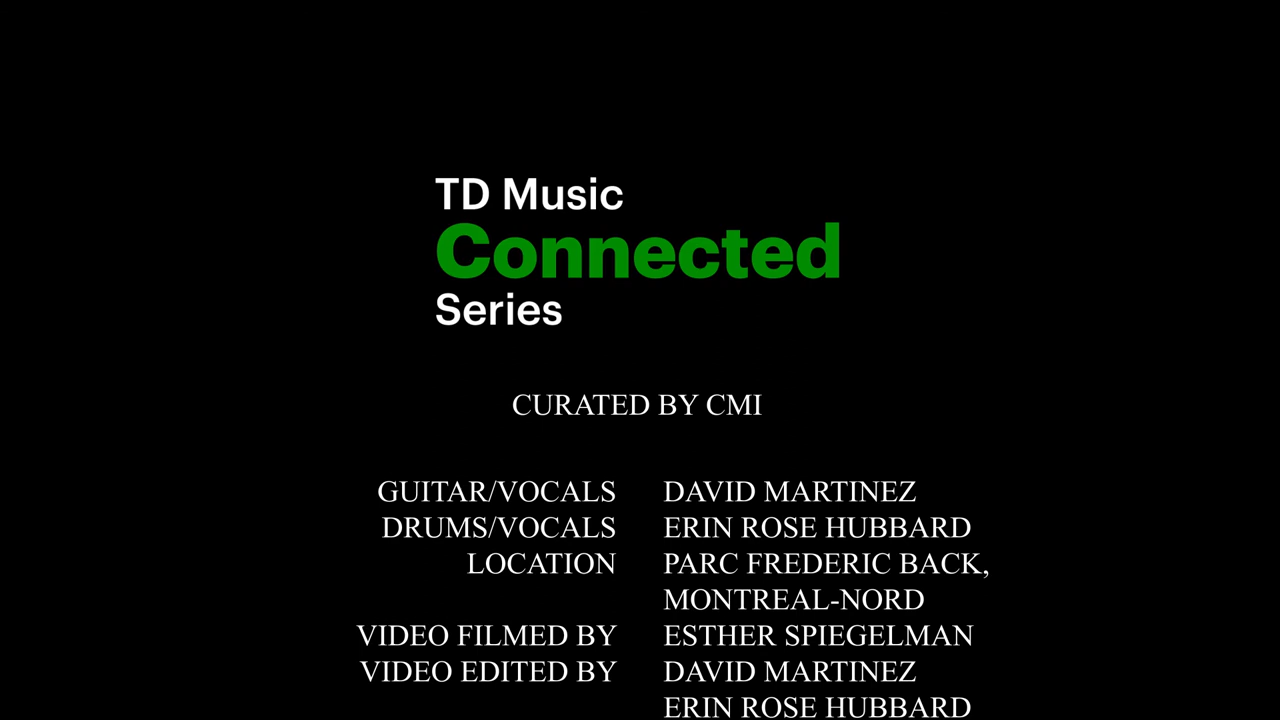 TD Music
Connected
Series
CURATED BY CMI
GUITAR/VOCALS DAVID MARTINEZ
DRUMS/VOCALS ERIN ROSE HUBBARD
LOCATION PARC FREDERIC BACK,
MONTREAL-NORD
VIDEO FILMED BY ESTHER SPIEGELMAN
VIDEO EDITED BY DAVID MARTINEZ
ERIN ROSE HUBBARD